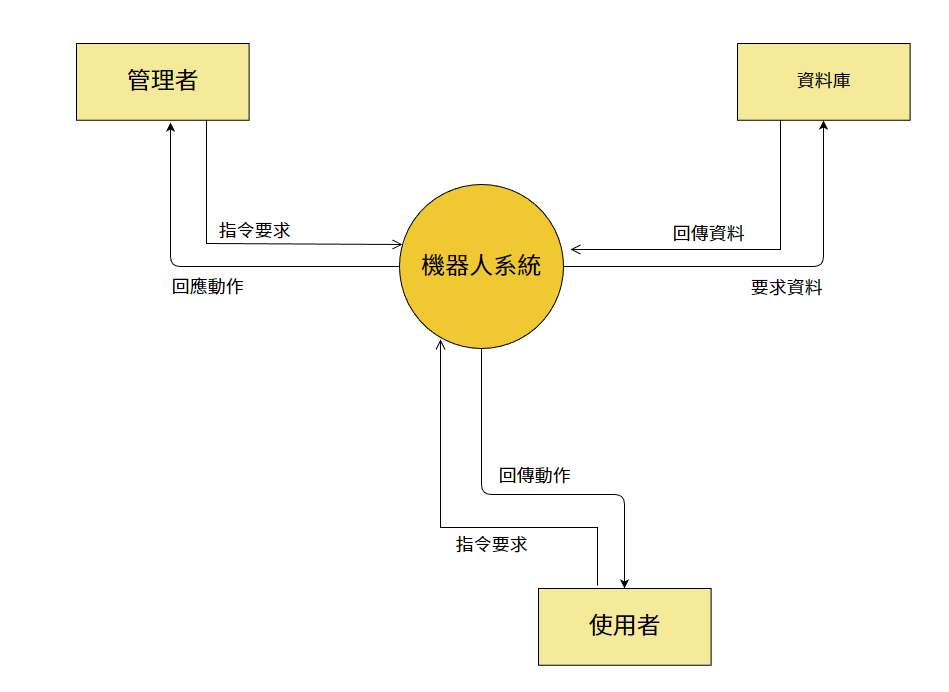 管理者
資料庫
指令要求
回傳資料
機器人系統
回應動作
要求資料
回傳動作
指令要求
使用者